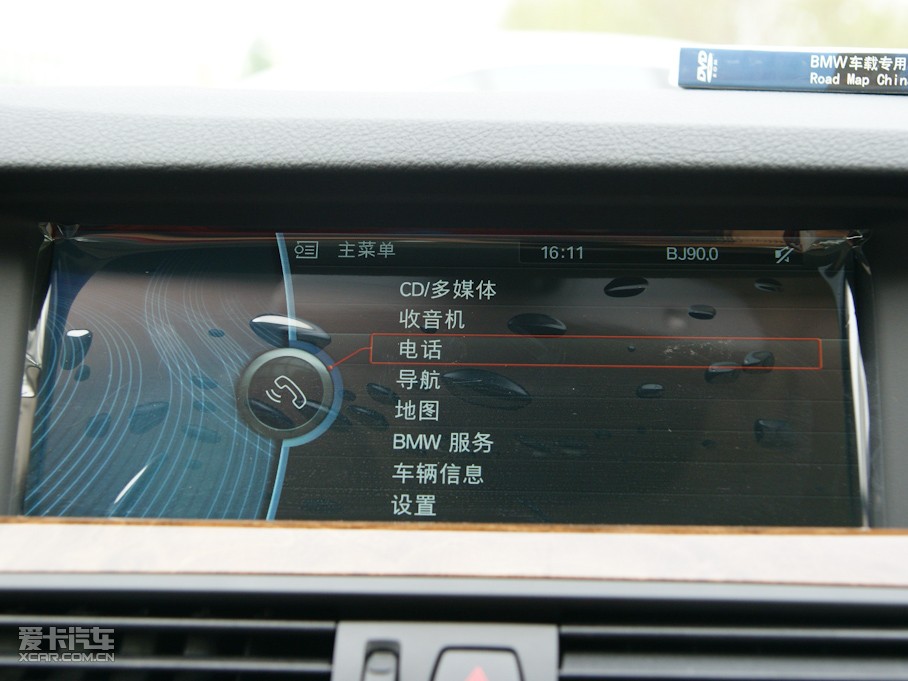 DVD
ROM
BMW车载专用
Road Map Chin
主菜单
16:11
BJ90.0
CD/多媒体
收音机
电话
导航
地图
BMW 服务
车辆信息
设置
爱卡汽车
XCAR.COM.CN